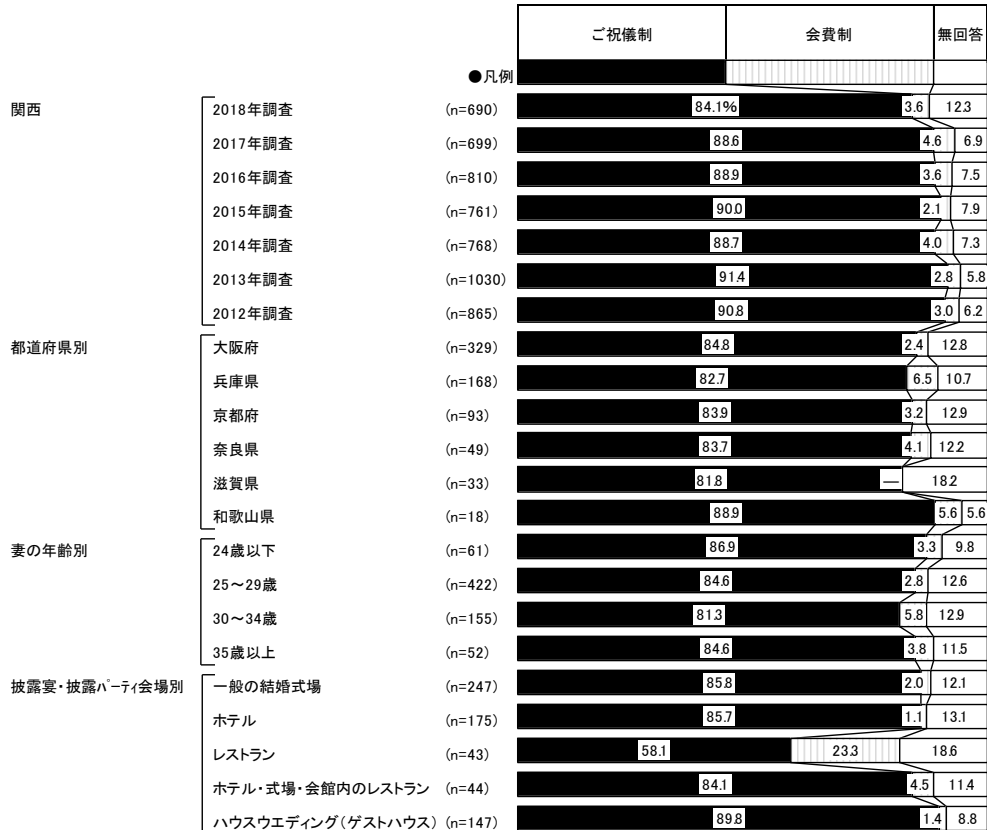 ご祝儀制 会費制 無回答
●凡例
関西 2018年調査 (n=690) 84.1% 3.6 12.3
2017年調査 (n=699) 88.6 4.6 6.9
2016年調査 (n=810) 88.9 3.6 7.5
2015年調査 (n=761) 90.0 2.1 7.9
2014年調査 (n=768) 88.7 4.0 7.3
2013年調査 (n=1030) 91.4 2.8 5.8
2012年調査 (n=865) 90.8 3.0 6.2
都道府県別 大阪府 (n=329) 84.8 2.4 12.8
兵庫県 (n=168) 82.7 6.5 10.7
京都府 (n=93) 83.9 3.2 12.9
奈良県 (n=49) 83.7 4.1 12.2
滋賀県 (n=33) 81.8 ― 18.2
和歌山県 (n=18) 88.9 5.6 5.6
妻の年齢別 24歳以下 (n=61) 86.9 3.3 9.8
25～29歳 (n=422) 84.6 2.8 12.6
30～34歳 (n=155) 81.3 5.8 12.9
35歳以上 (n=52) 84.6 3.8 11.5
披露宴・披露パーティ会場別 一般の結婚式場 (n=247) 85.8 2.0 12.1
ホテル (n=175) 85.7 1.1 13.1
レストラン (n=43) 58.1 23.3 18.6
ホテル・式場・会館内のレストラン (n=44) 84.1 4.5 11.4
ハウスウエディング（ゲストハウス） (n=147) 89.8 1.4 8.8